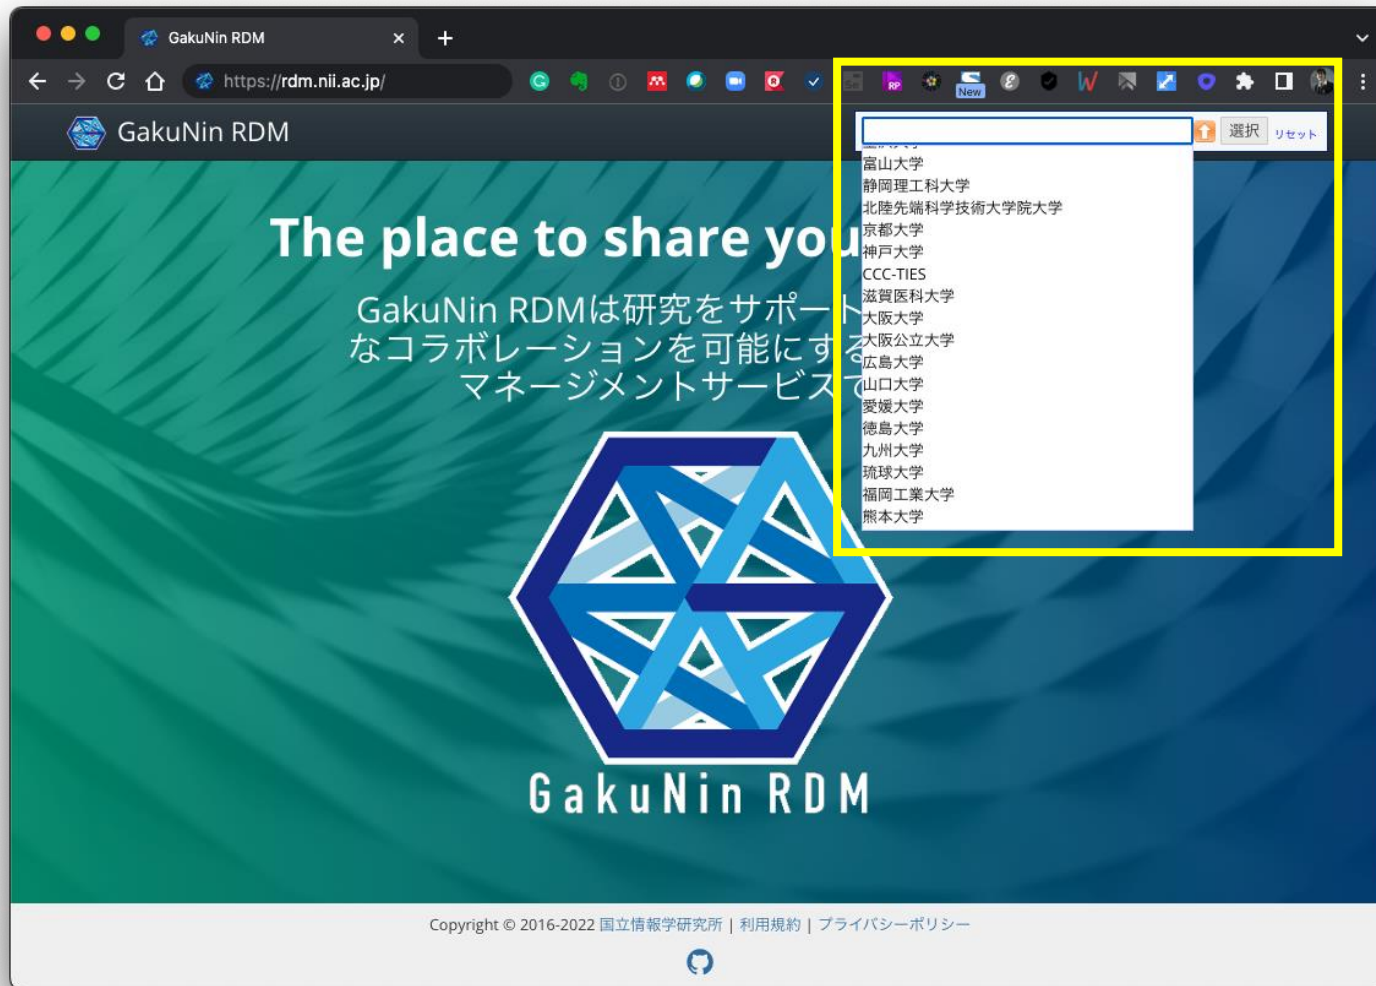 GakuNin RDM
https://rdm.nii.ac.jp/
RP
New
GakuNin RDM
選択 リセット
富山大学
静岡理工科大学
北陸先端科学技術大学院大学
京都大学
神戸大学
CCC-TIES
滋賀医科大学
大阪大学
大阪公立大学
広島大学
山口大学
愛媛大学
徳島大学
九州大学
琉球大学
福岡工業大学
熊本大学
The place to share you
GakuNin RDMは研究をサポート
なコラボレーションを可能にする
マネージメントサービスで
GakuNin RDM
Copyright © 2016-2022 国立情報学研究所 | 利用規約 | プライバシーポリシー